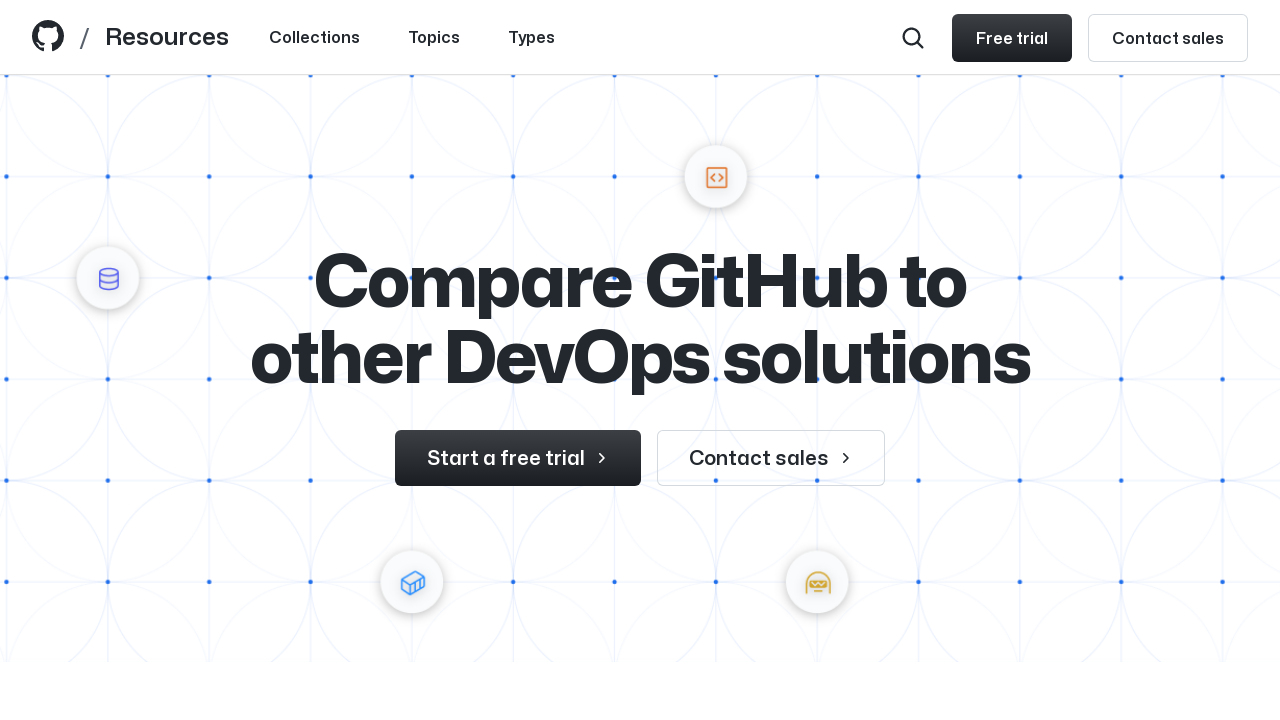 / Resources
Collections
Topics
Types
Free trial
Contact sales
Compare GitHub to
other DevOps solutions
Start a free trial
Contact sales